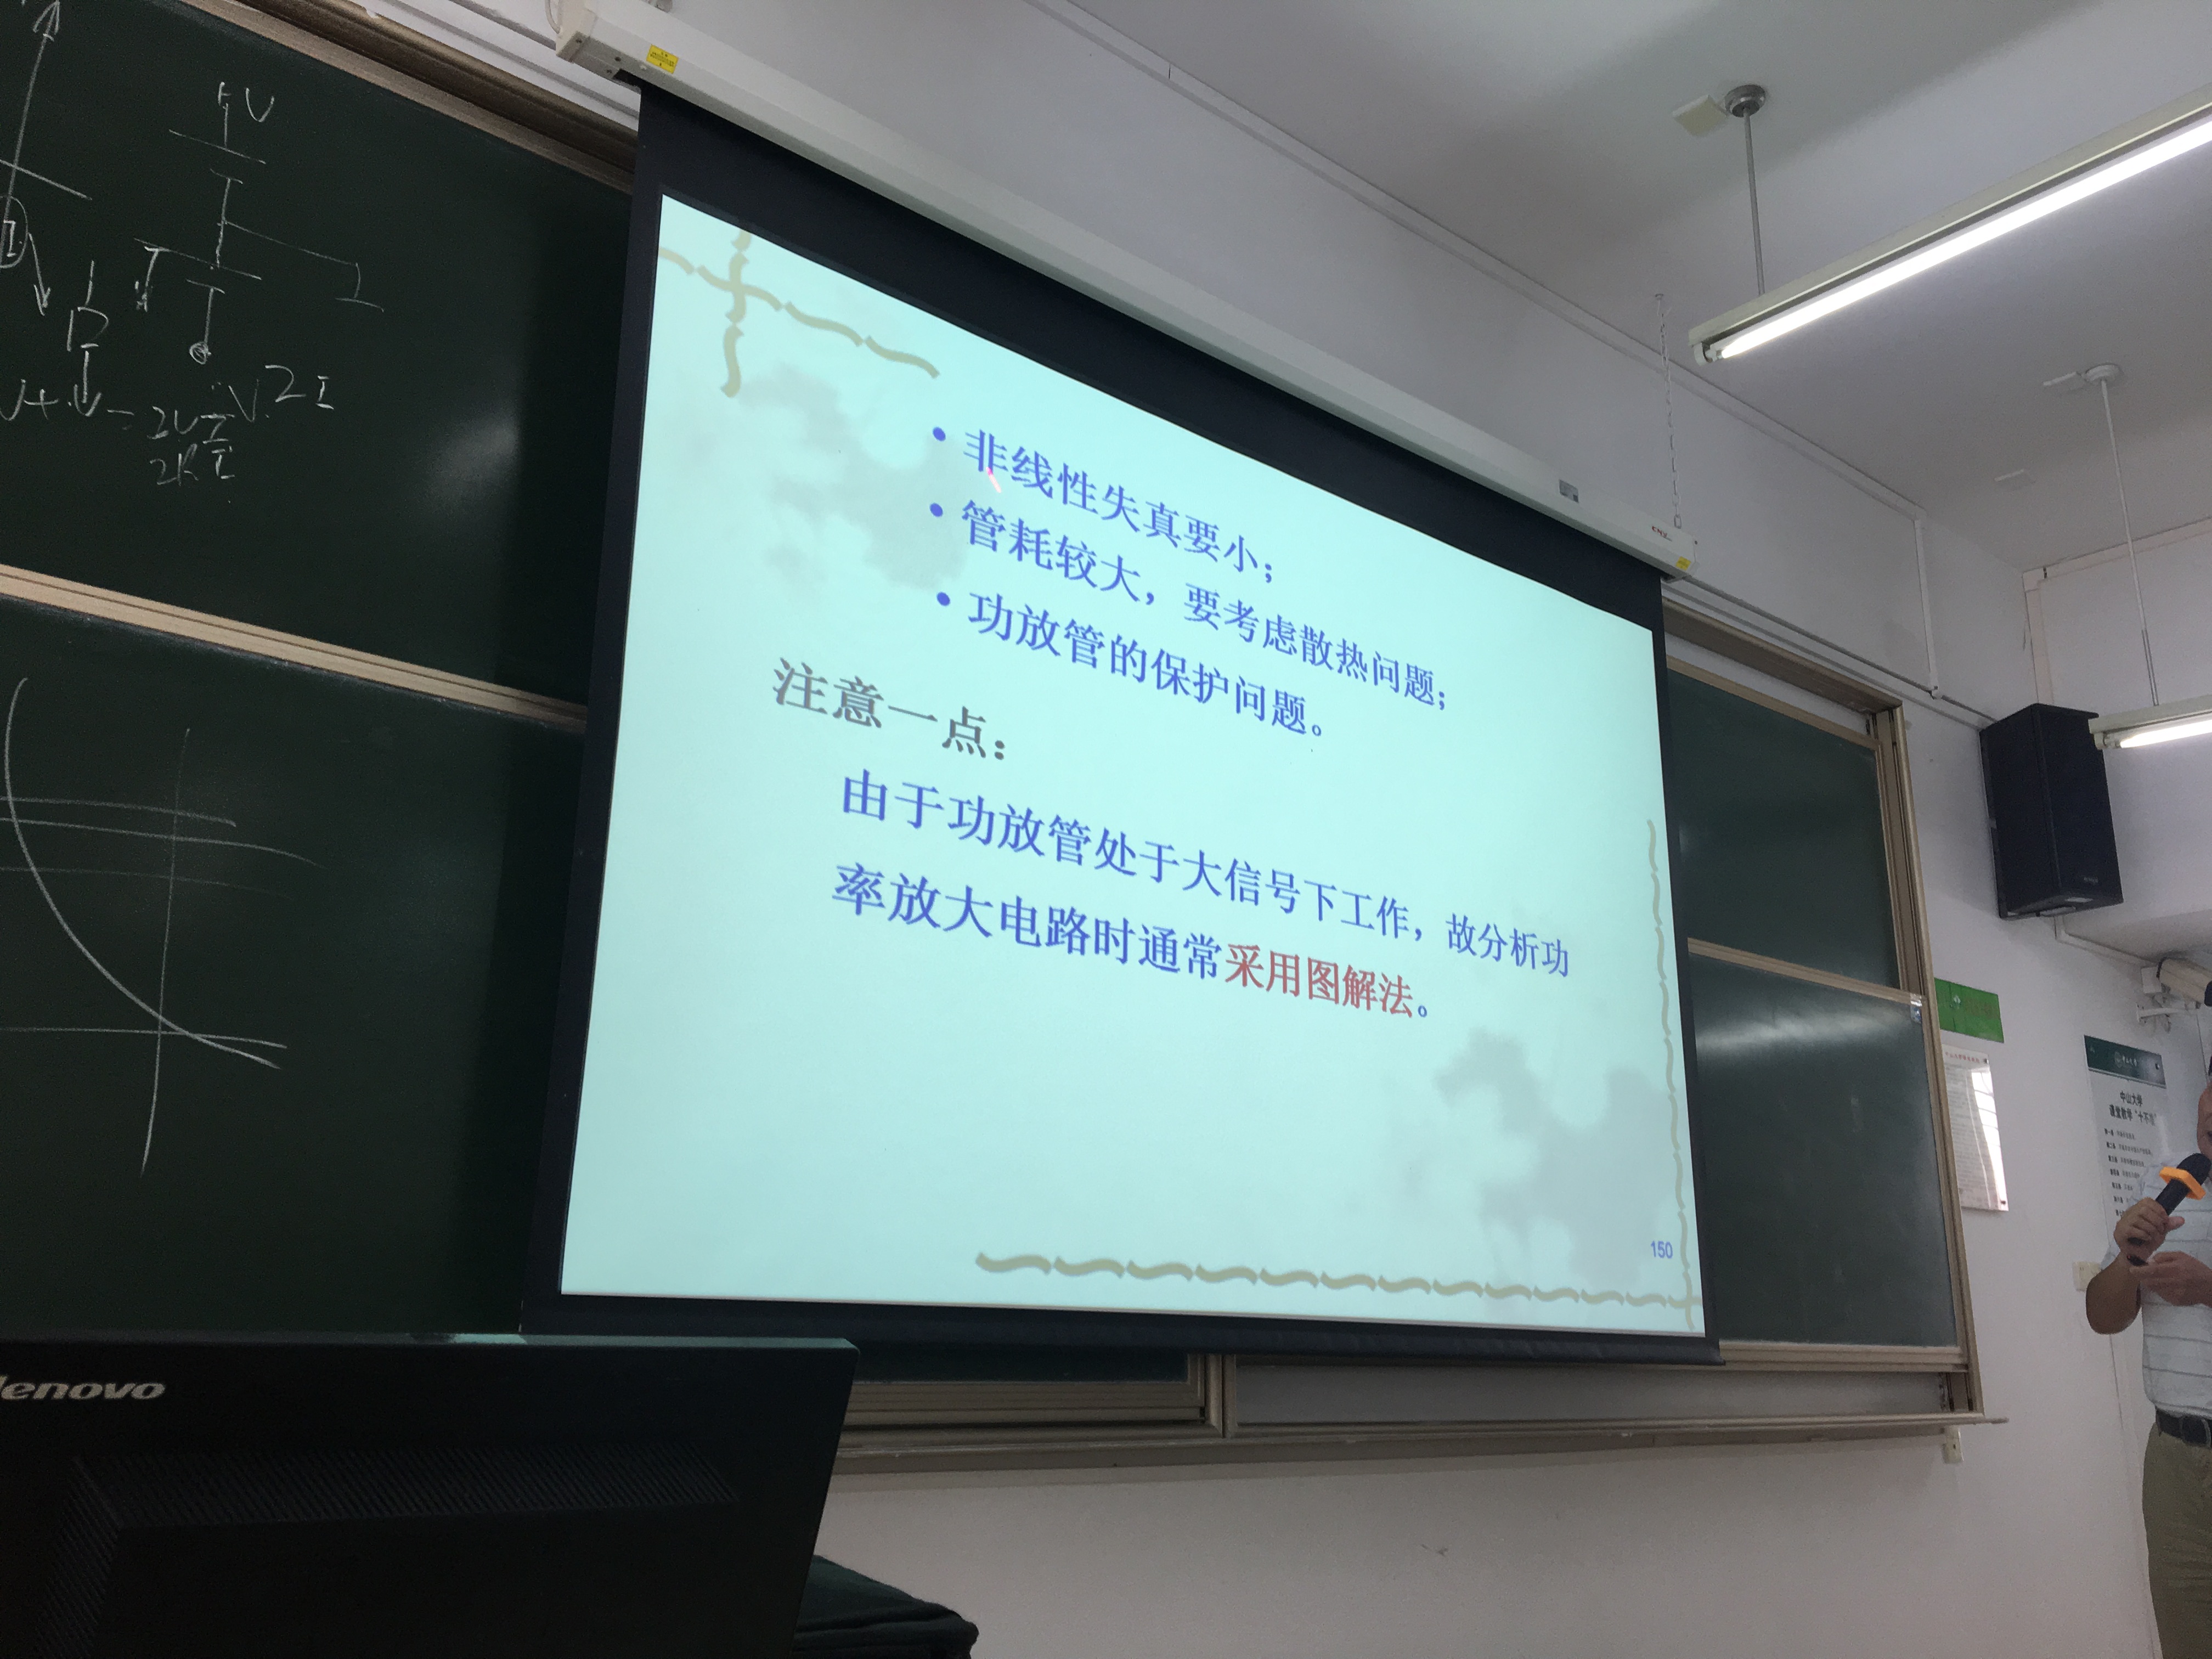 5V
• 非线性失真要小；
• 管耗较大，要考虑散热问题；
• 功放管的保护问题。
注意一点：
由于功放管处于大信号下工作，故分析功
率放大电路时通常采用图解法。
150
lenovo
中山大学